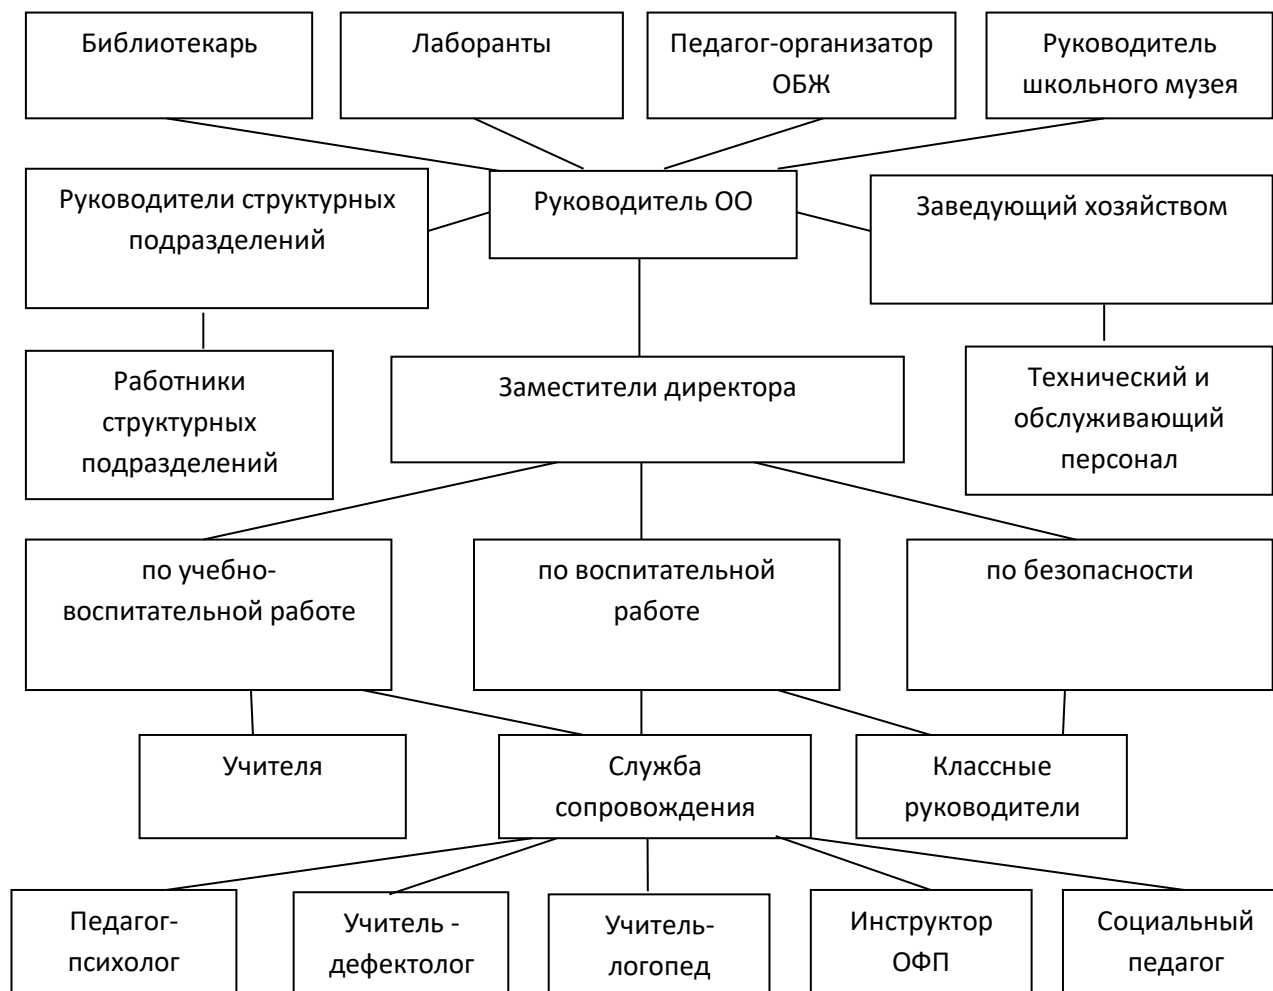 Библиотекарь
Лаборанты
Педагог-организатор
ОБЖ
Руководитель
школьного музея
Руководители структурных
подразделений
Руководитель ОО
Заведующий хозяйством
Работники
структурных
подразделений
Заместители директора
Технический и
обслуживающий
персонал
по учебно-
воспитательной работе
по воспитательной
работе
по безопасности
Учителя
Служба
сопровождения
Классные
руководители
Педагог-
психолог
Учитель -
дефектолог
Учитель-
логопед
Инструктор
ОФП
Социальный
педагог